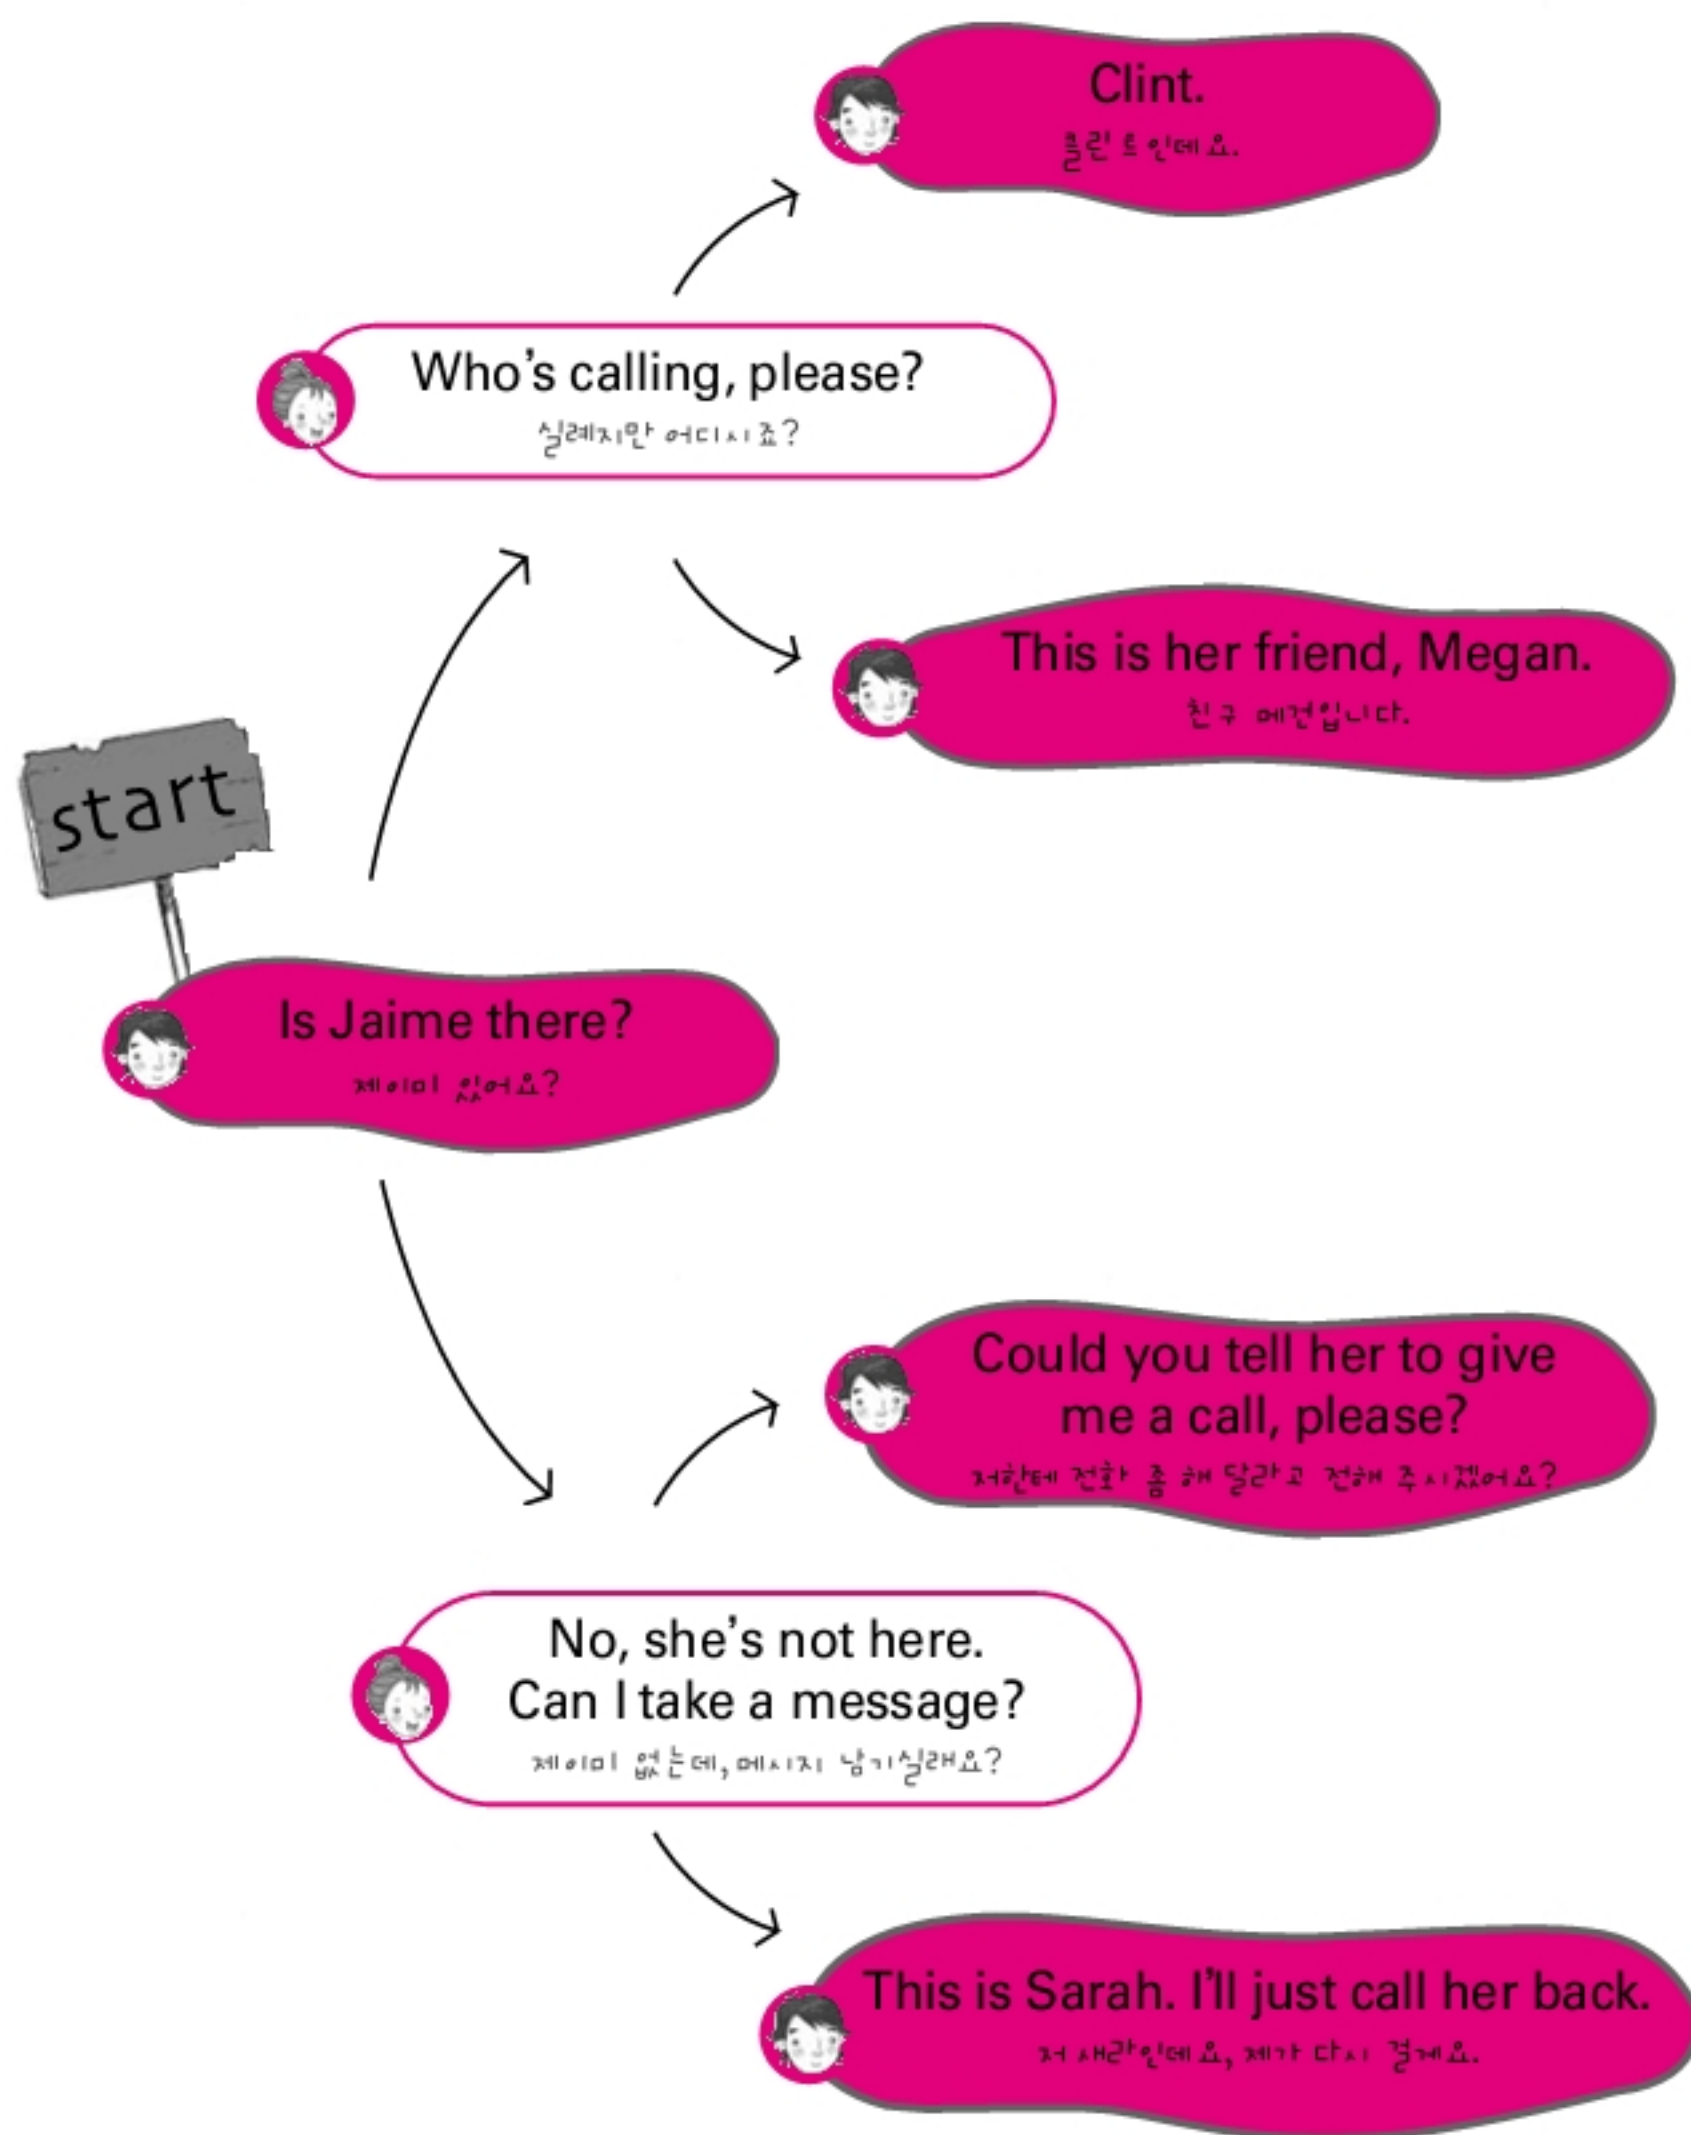 Clint.
클린트인데요.
Who's calling, please?
실례지만 어디시죠?
This is her friend, Megan.
친구 메건입니다.
start
Is Jaime there?
제이미 있어요?
Could you tell her to give
me a call, please?
저한테 전화 좀 해 달라고 전해 주시겠어요?
No, she's not here.
Can I take a message?
제이미 없는데, 메시지 남기실래요?
This is Sarah. I'll just call her back.
저 새라인데요, 제가 다시 걸게요.